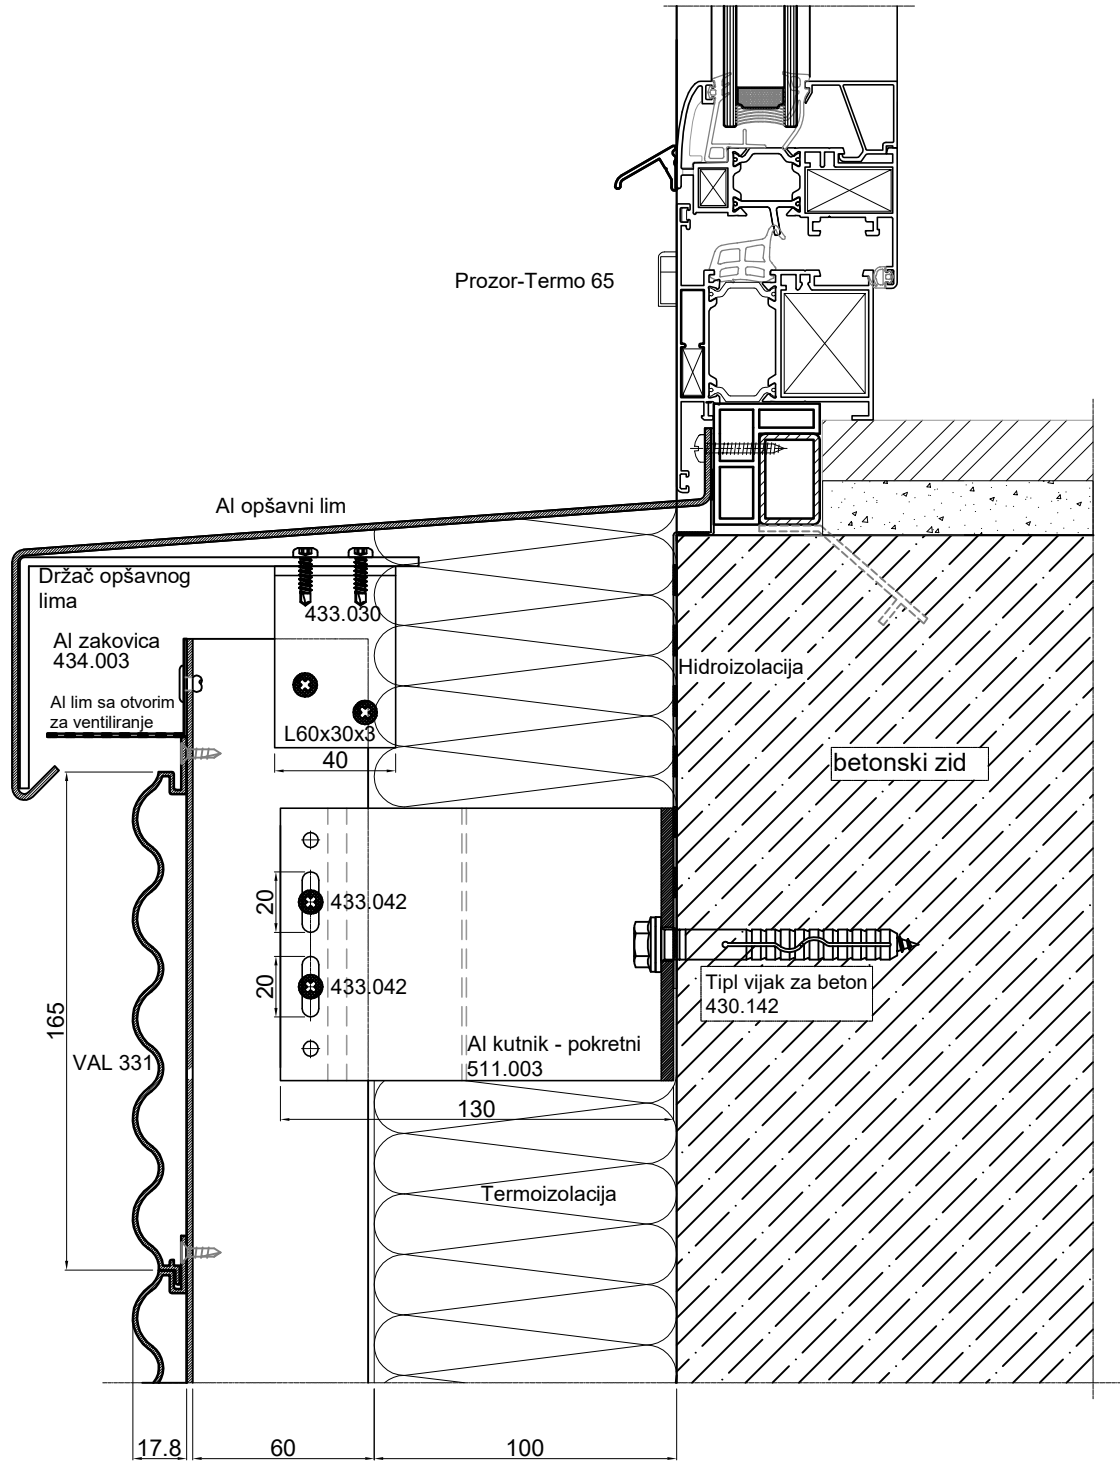 Prozor-Termo 65
Al opšavni lim
Držač opšavnog
lima
433.030
Al zakovica
434.003
Hidroizolacija
Al lim sa otvorim
za ventiliranje
L60x30x3
40
betonski zid
20
433.042
20
433.042
Tipl vijak za beton
430.142
165
VAL 331
Al kutnik - pokretni
511.003
130
Termoizolacija
17.8
60
100